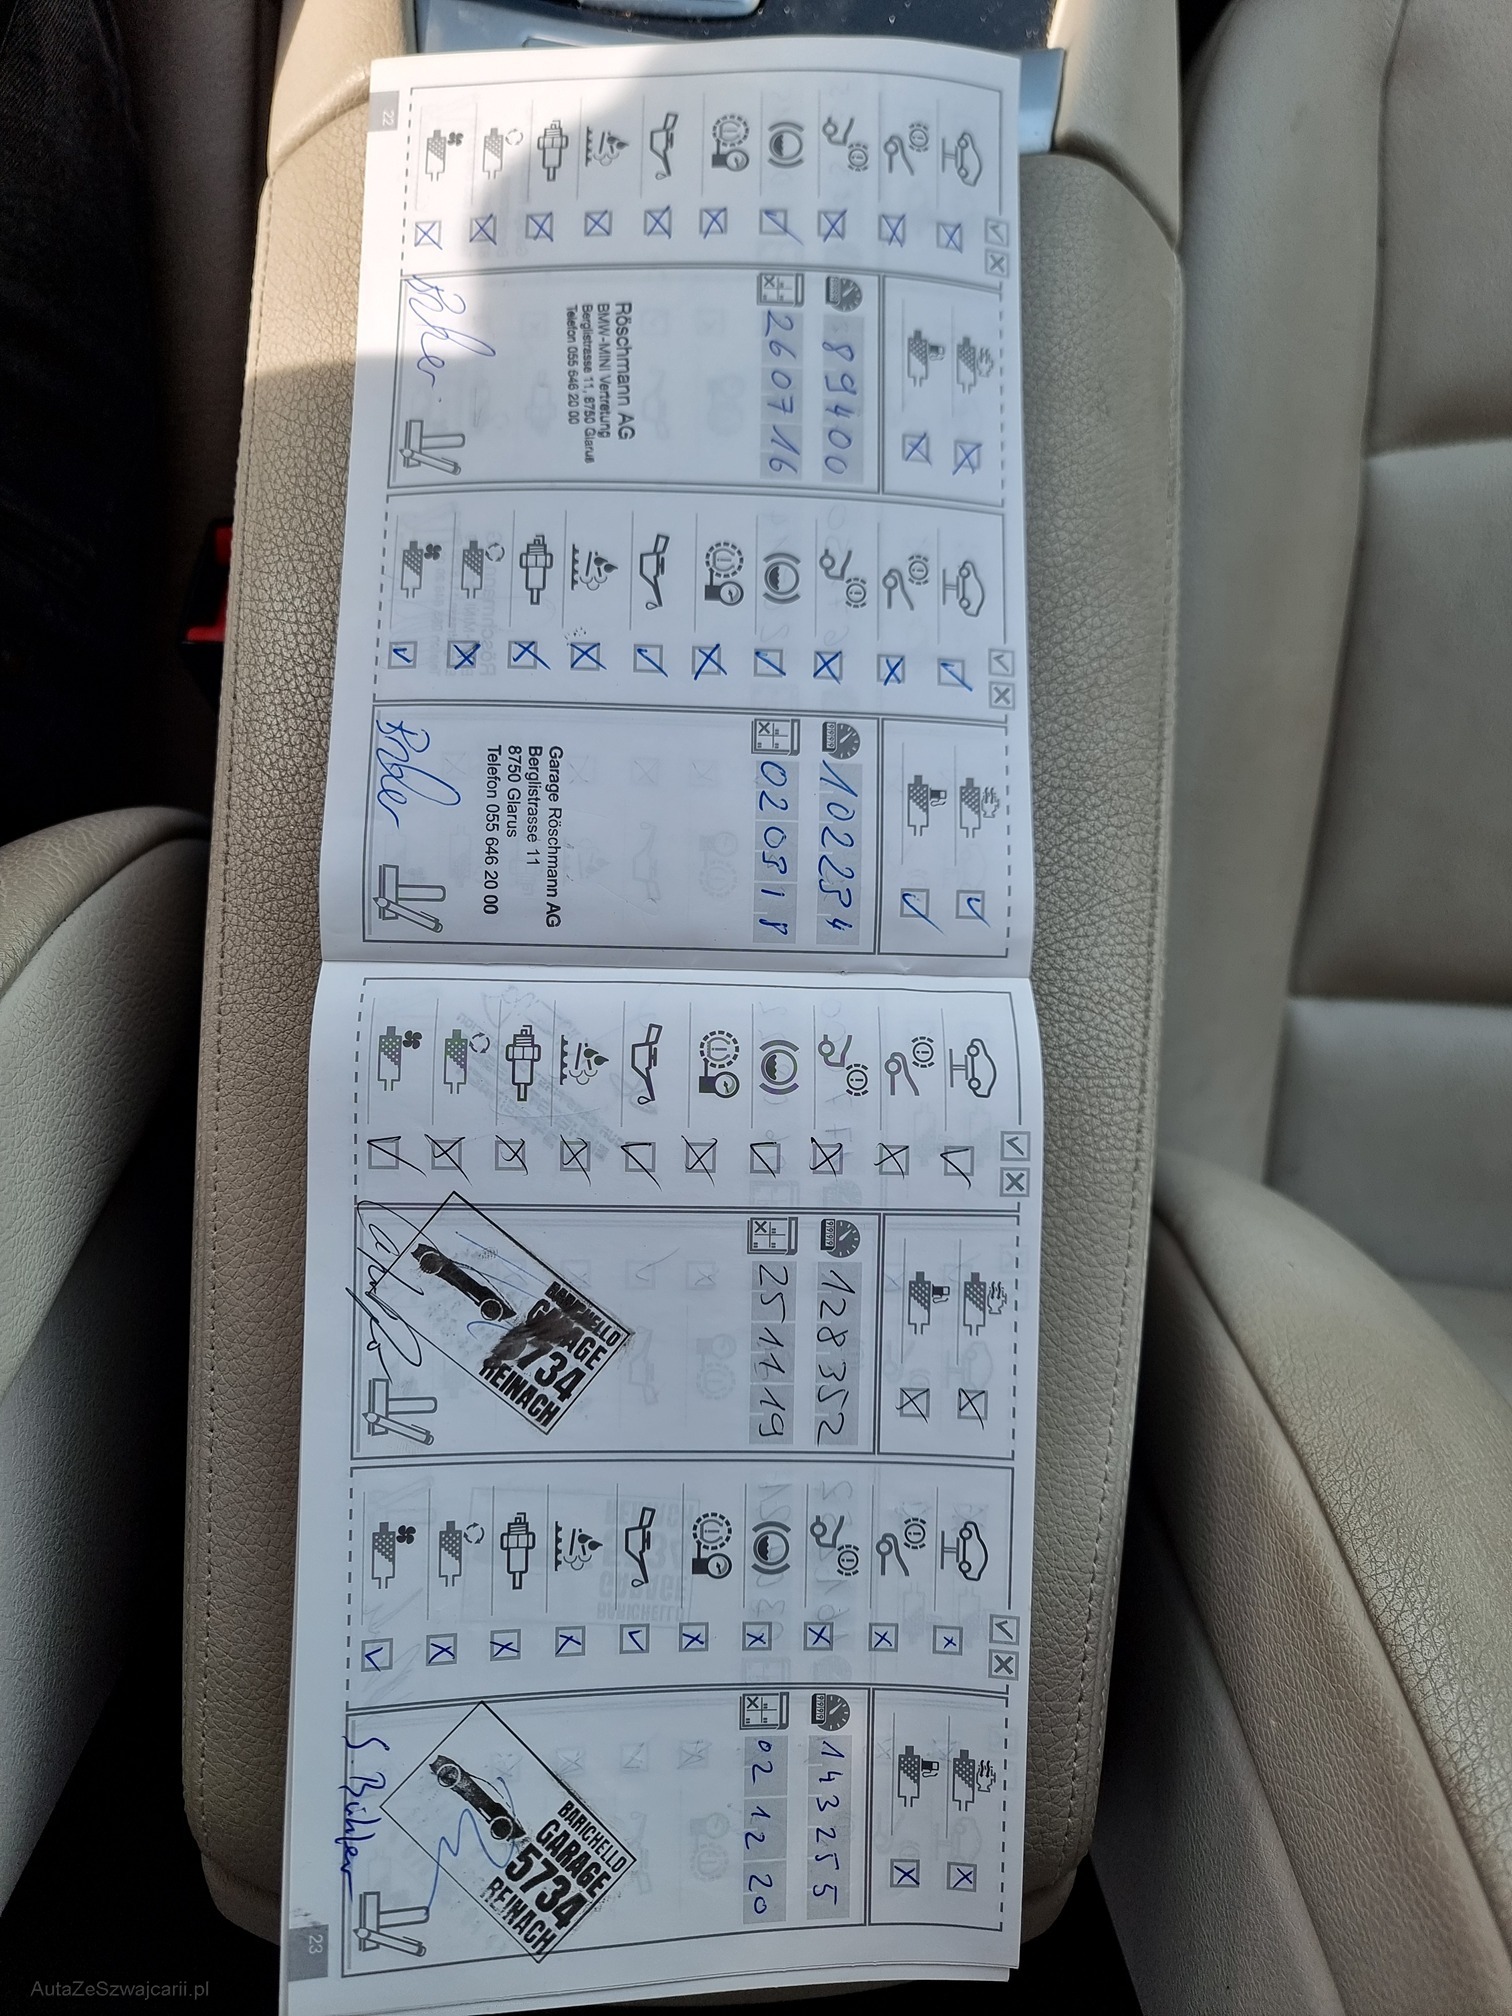 22
89400
260716
Röschmann AG
BMW-MINI Vertretung
Berglistrasse 11, 8750 Glarus
Telefon 055 646 20 00
102254
020518
Garage Röschmann AG
Berglistrasse 11
8750 Glarus
Telefon 055 646 20 00
128352
251119
BARICHELLO
GARAGE
5734
REINACH
143255
021220
BARICHELLO
GARAGE
5734
REINACH
S Bühler
23
AutaZeSzwajcarii.pl